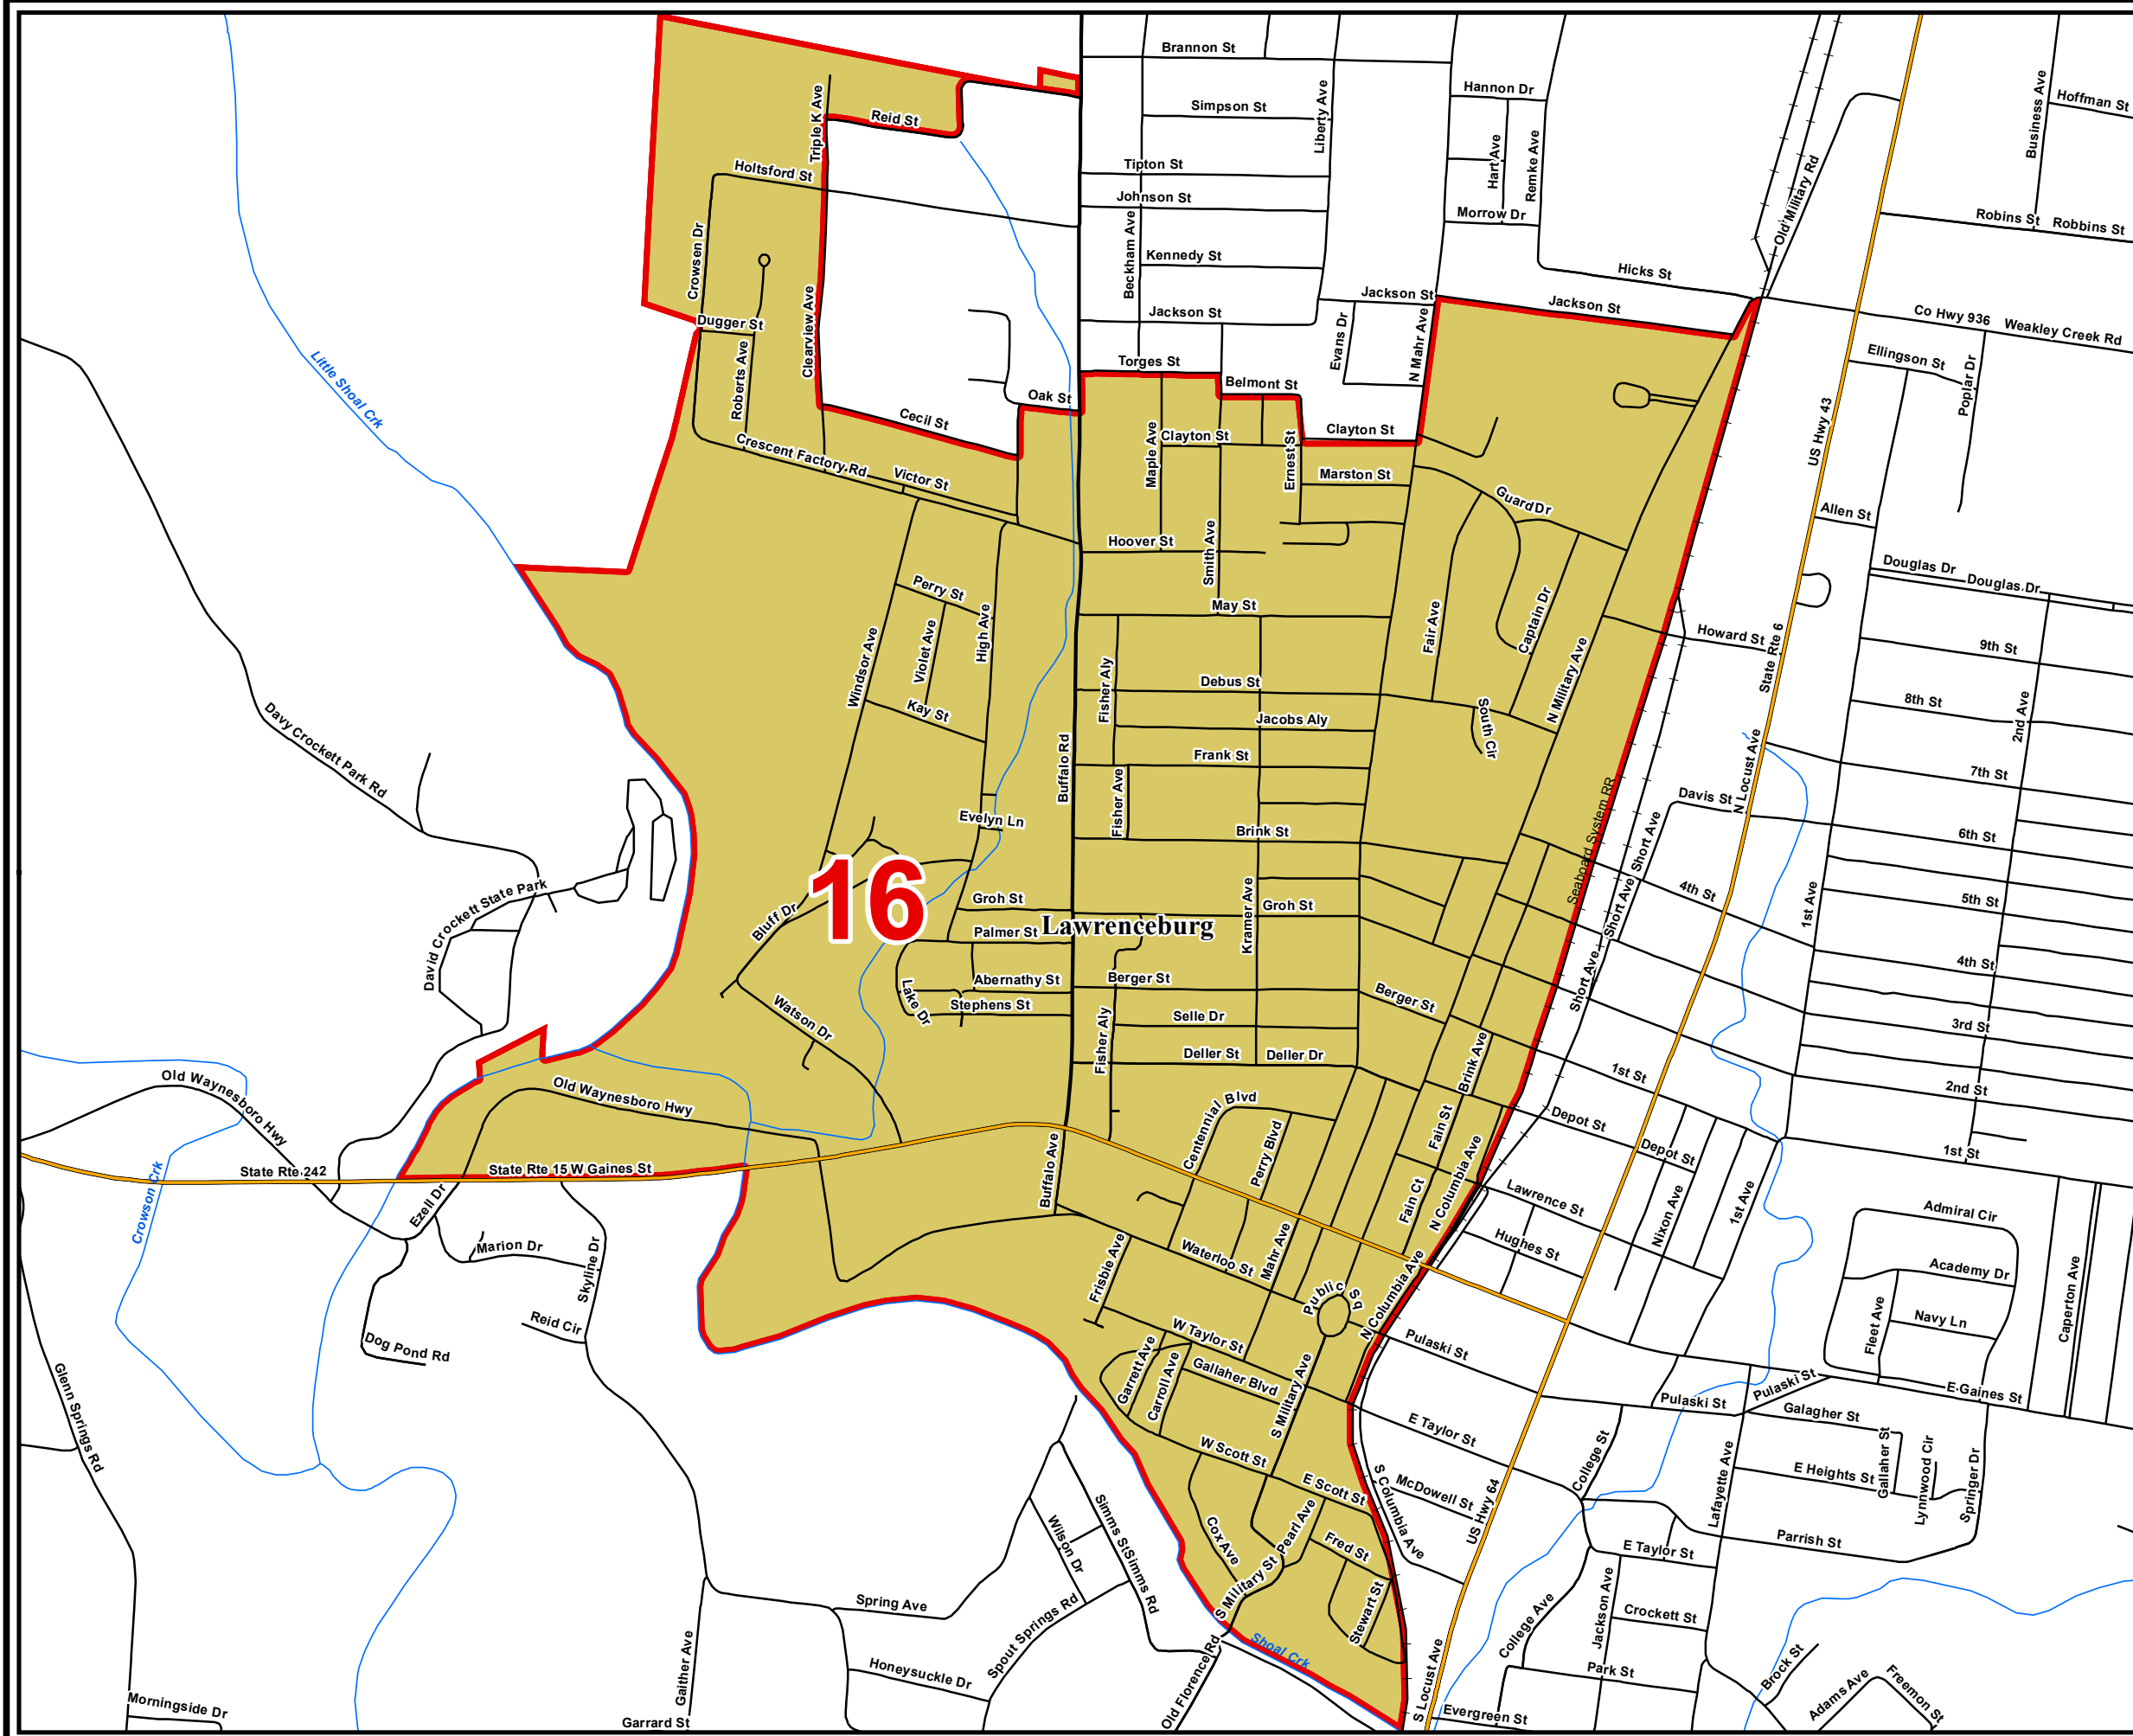 Brannon St
Hannon Dr
Business Ave
Hoffman St
Simpson St
Liberty Ave
Triple K Ave
Reid St
Hart Ave
Remke Ave
Tipton St
Holtsford St
Johnson St
Morrow Dr
Old Military Rd
Robins St
Robbins St
Beckham Ave
Crowsen Dr
Kennedy St
Hicks St
Jackson St
Jackson St
Jackson St
Co Hwy 936
Weakley Creek Rd
Dugger St
Clearview Ave
Evans Dr
N Mahr Ave
Ellingson St
Poplar Dr
Little Shoal Crk
Roberts Ave
Torges St
Belmont St
Oak St
Cecil St
US Hwy 43
Crescent Factory Rd
Victor St
Maple Ave
Clayton St
Ernest St
Clayton St
Marston St
Guard Dr
Allen St
Hoover St
Smith Ave
Douglas Dr
Douglas Dr
Perry St
High Ave
May St
Fair Ave
Captain Dr
Howard St
9th St
Violet Ave
Windsor Ave
Fisher Aly
Debus St
N Military Ave
State Rte 6
Kay St
Jacobs Aly
South Cir
8th St
2nd Ave
Davy Crockett Park Rd
Buffalo Rd
Frank St
7th St
Fisher Ave
Seaboard System RR
Davis St
N Locust Ave
Evelyn Ln
Brink St
Short Ave
6th St
David Crockett State Park
16
Groh St
Groh St
Kramer Ave
Short Ave
4th St
1st Ave
5th St
Bluff Dr
Lawrenceburg
Palmer St
Abernathy St
Berger St
Berger St
Short Ave
4th St
Lake Dr
Stephens St
Watson Dr
Selle Dr
3rd St
Fisher Aly
Deller St
Deller Dr
Brink Ave
1st St
2nd St
Old Waynesboro Hwy
Old Waynesboro Hwy
Centennial Blvd
Perry Blvd
Fain St
Depot St
Depot St
1st St
State Rte 242
State Rte 15
W Gaines St
Buffalo Ave
Fain Ct
N Columbia Ave
Lawrence St
Nixon Ave
1st Ave
Admiral Cir
Crowson Crk
Ezell Dr
Marion Dr
Skyline Dr
Waterloo St
Mahr Ave
Hughes St
Academy Dr
Caperton Ave
Frisbie Ave
Public Sq
N Columbia Ave
Reid Cir
Navy Ln
Fleet Ave
Dog Pond Rd
W Taylor St
Pulaski St
Garrett Ave
Carroll Ave
Gallaher Blvd
S Military Ave
Pulaski St
Pulaski St
E Gaines St
Glenn Springs Rd
E Taylor St
Galagher St
W Scott St
College St
Lafayette Ave
E Heights St
Gallaher St
Lynnwood Cir
Springer Dr
E Scott St
S Columbia Ave
McDowell St
US Hwy 64
Simms St
Wilson Dr
Cox Ave
Pearl Ave
Fred St
E Taylor St
Parrish St
Simms Rd
S Military St
Stewart St
Spring Ave
Spout Springs Rd
College Ave
Jackson Ave
Crockett St
Shoal Crk
Gaither Ave
Honeysuckle Dr
Old Florence Rd
S Locust Ave
Park St
Brock St
Adams Ave
Freemon St
Morningside Dr
Garrard St
Evergreen St